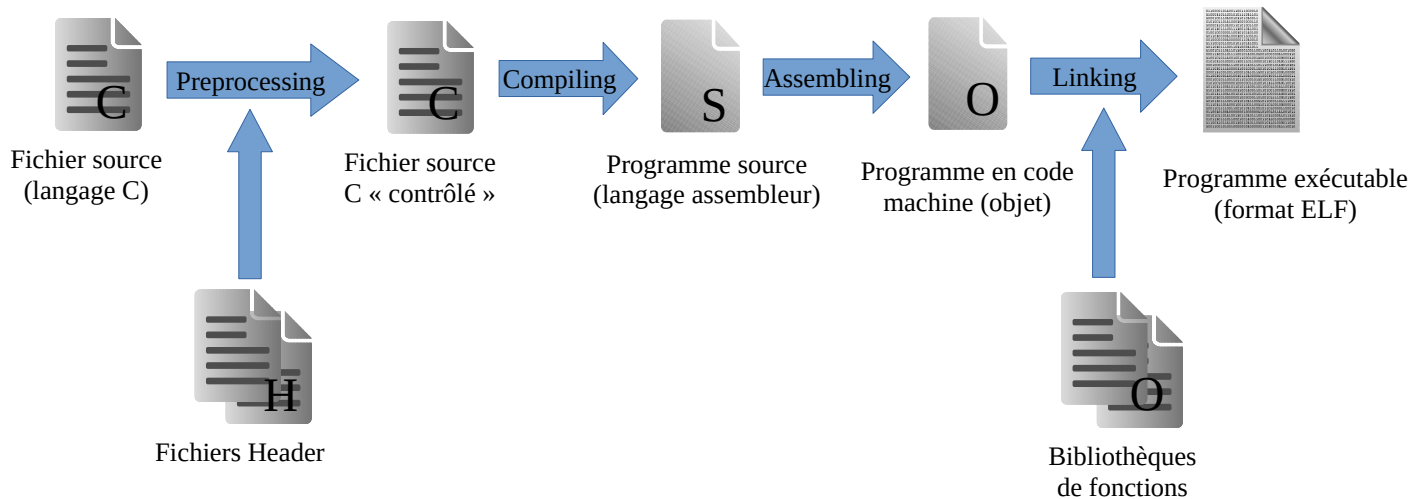 C
Preprocessing
C
Compiling
S
Assembling
O
Linking
Fichier source
(langage C)
Fichier source
C « contrôlé »
Programme source
(langage assembleur)
Programme en code
machine (objet)
Programme exécutable
(format ELF)
H
Fichiers Header
O
Bibliothèques
de fonctions